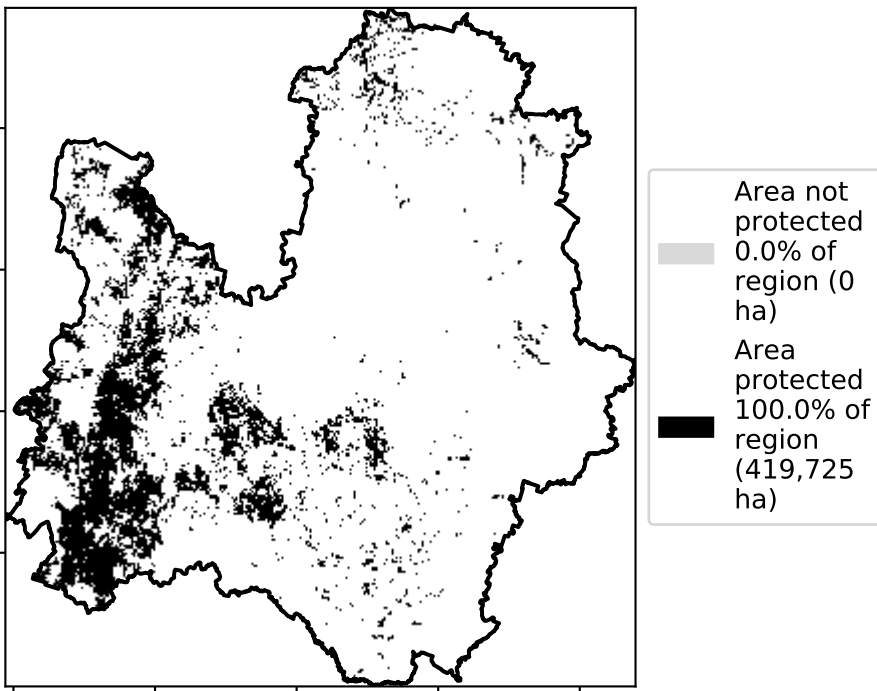 Area not
protected
0.0% of
region (0
ha)
Area
protected
100.0% of
region
(419,725
ha)